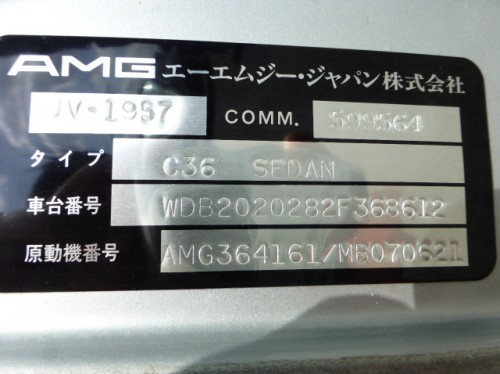 AMG エーエムジー・ジャパン株式会社
JV-1957 COMM. 599564
タイプ C36 SEDAN
車台番号 WDB2020282F368612
原動機番号 AMG364161/MB070621